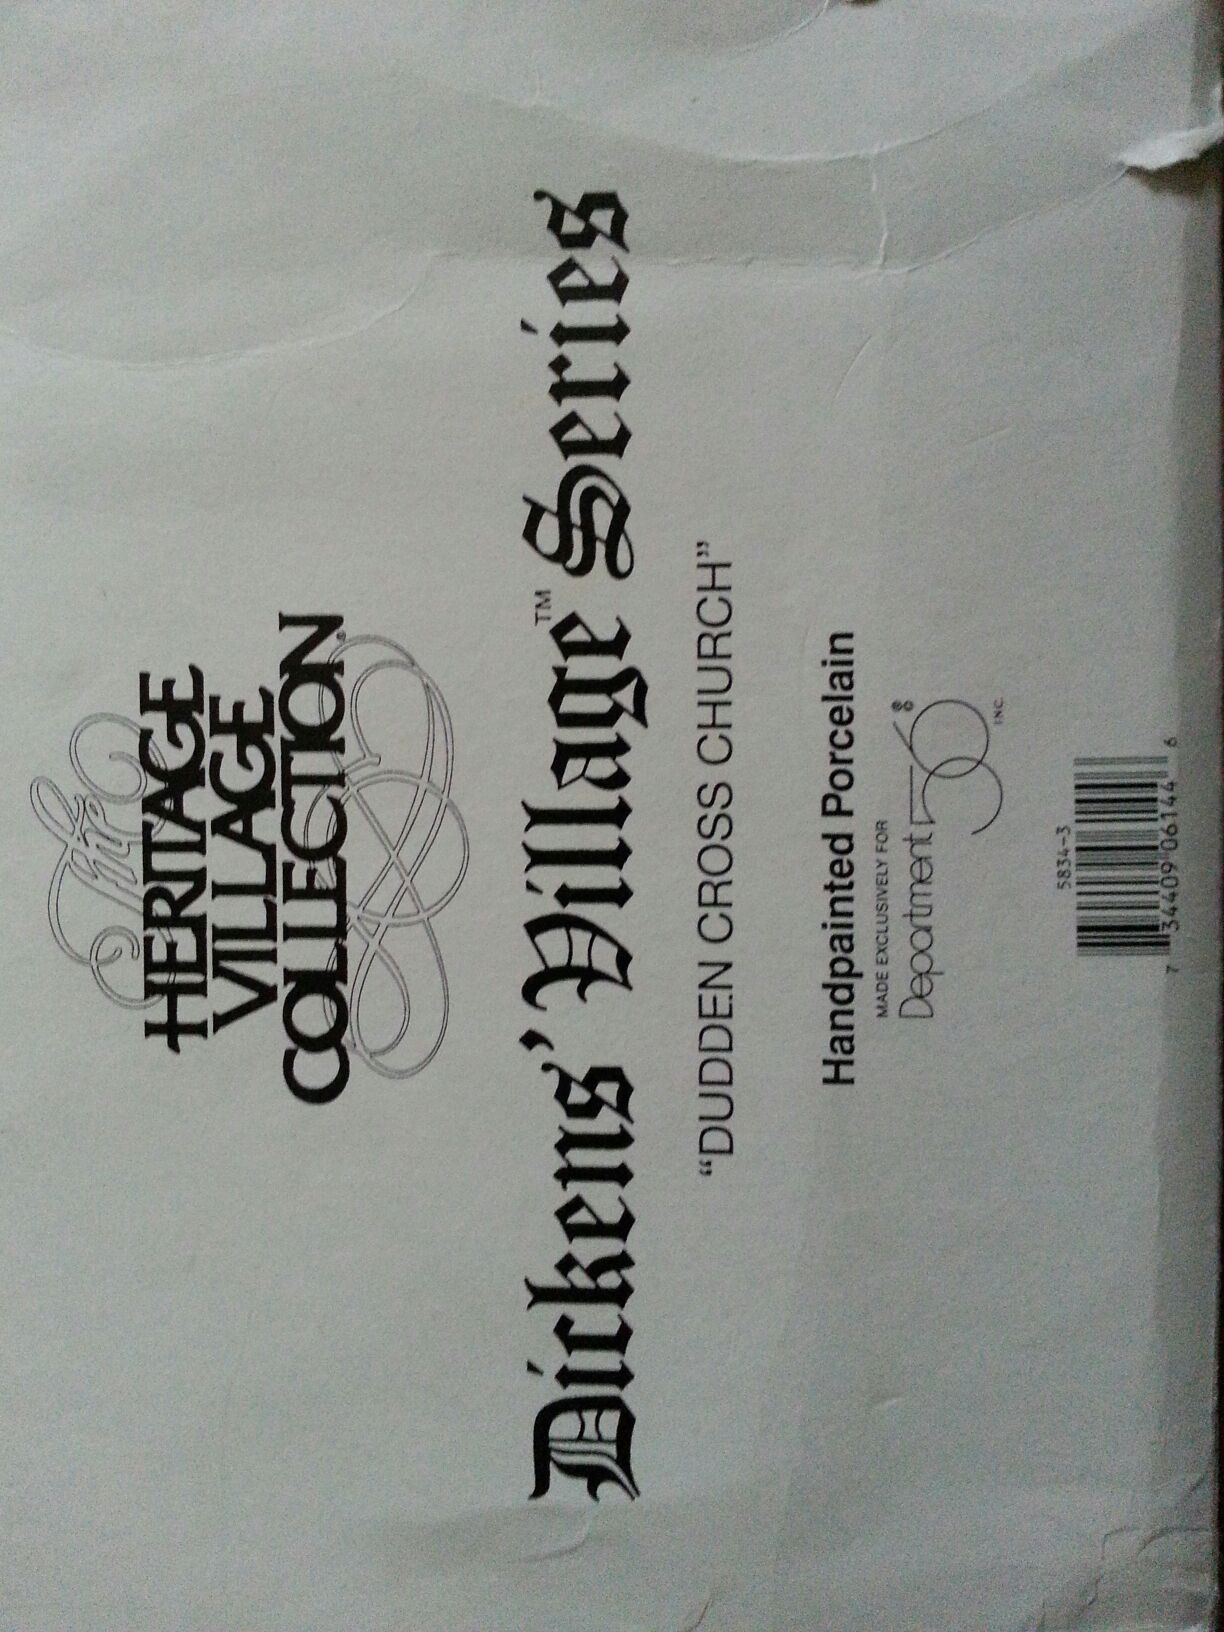 The
HERITAGE
VILLAGE
COLLECTION®
Dickens' Village™ Series
“DUDDEN CROSS CHURCH”
Handpainted Porcelain
MADE EXCLUSIVELY FOR
Department 56®
INC.
5834-3
7 34409 06144 6